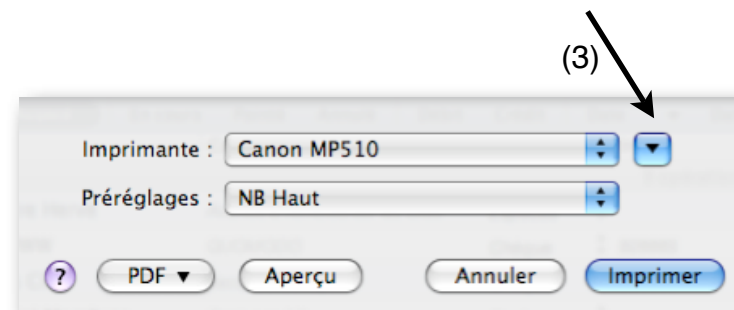 (3)
Imprimante : Canon MP510
Préréglages : NB Haut
? PDF ▼ Aperçu Annuler Imprimer